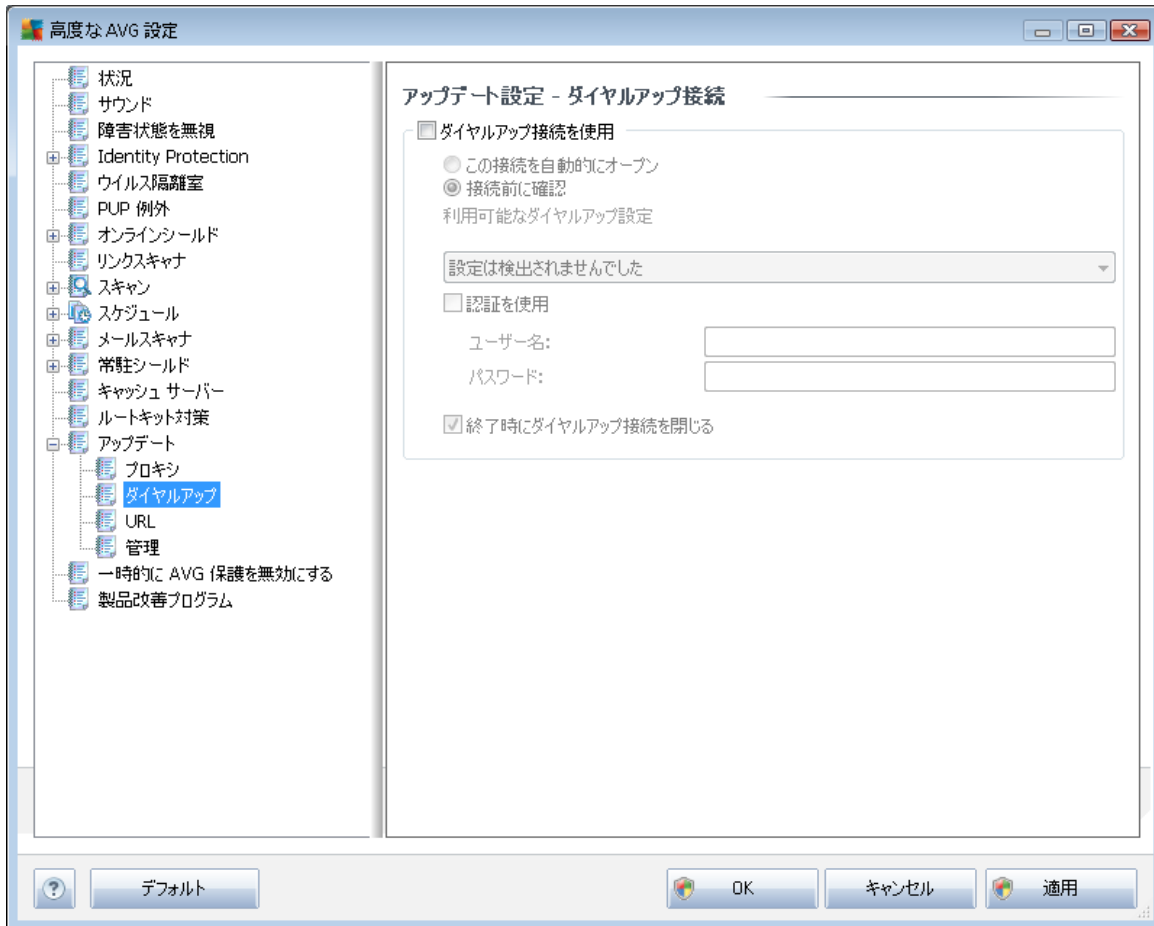 高度な AVG 設定
状況
サウンド
障害状態を無視
Identity Protection
ウイルス隔離室
PUP 例外
オンラインシールド
リンクスキャナ
スキャン
スケジュール
メールスキャナ
常駐シールド
キャッシュ サーバー
ルートキット対策
アップデート
プロキシ
ダイヤルアップ
URL
管理
一時的に AVG 保護を無効にする
製品改善プログラム
アップデート設定 - ダイヤルアップ接続
ダイヤルアップ接続を使用
この接続を自動的にオープン
接続前に確認
利用可能なダイヤルアップ設定
設定は検出されませんでした
認証を使用
ユーザー名:
パスワード:
終了時にダイヤルアップ接続を閉じる
?
デフォルト
OK
キャンセル
適用